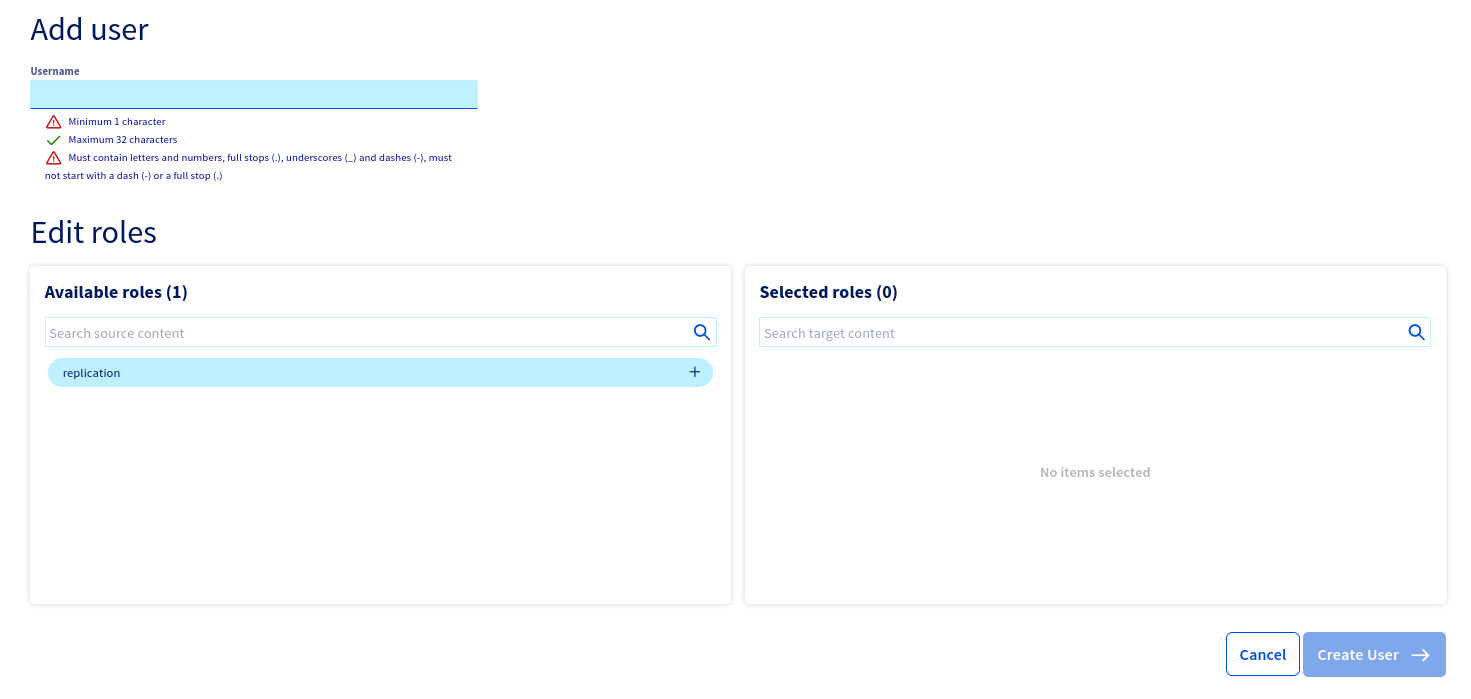 Add user
Username
Minimum 1 character
Maximum 32 characters
Must contain letters and numbers, full stops (.), underscores (_) and dashes (-), must
not start with a dash (-) or a full stop (.)
Edit roles
Available roles (1)
Search source content
replication
Selected roles (0)
Search target content
No items selected
Cancel
Create User